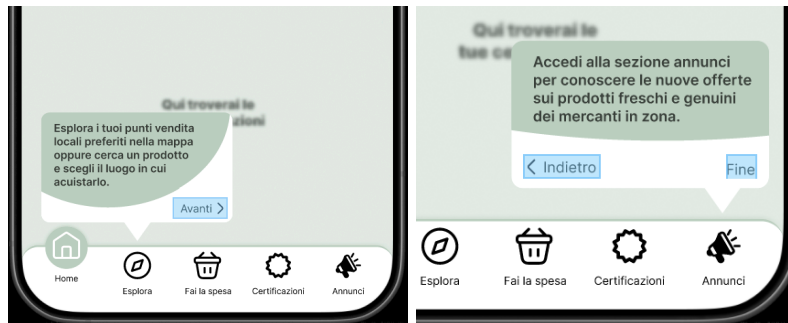 Qui troverai le
zioni
Esplora i tuoi punti vendita
locali preferiti nella mappa
oppure cerca un prodotto
e scegli il luogo in cui
acuistarlo.
Avanti >
Home
Esplora
Fai la spesa
Certificazioni
Annunci
Qui troverai le
tue ce
Accedi alla sezione annunci
per conoscere le nuove offerte
sui prodotti freschi e genuini
dei mercanti in zona.
< Indietro
Fine
Esplora
Fai la spesa
Certificazioni
Annunci